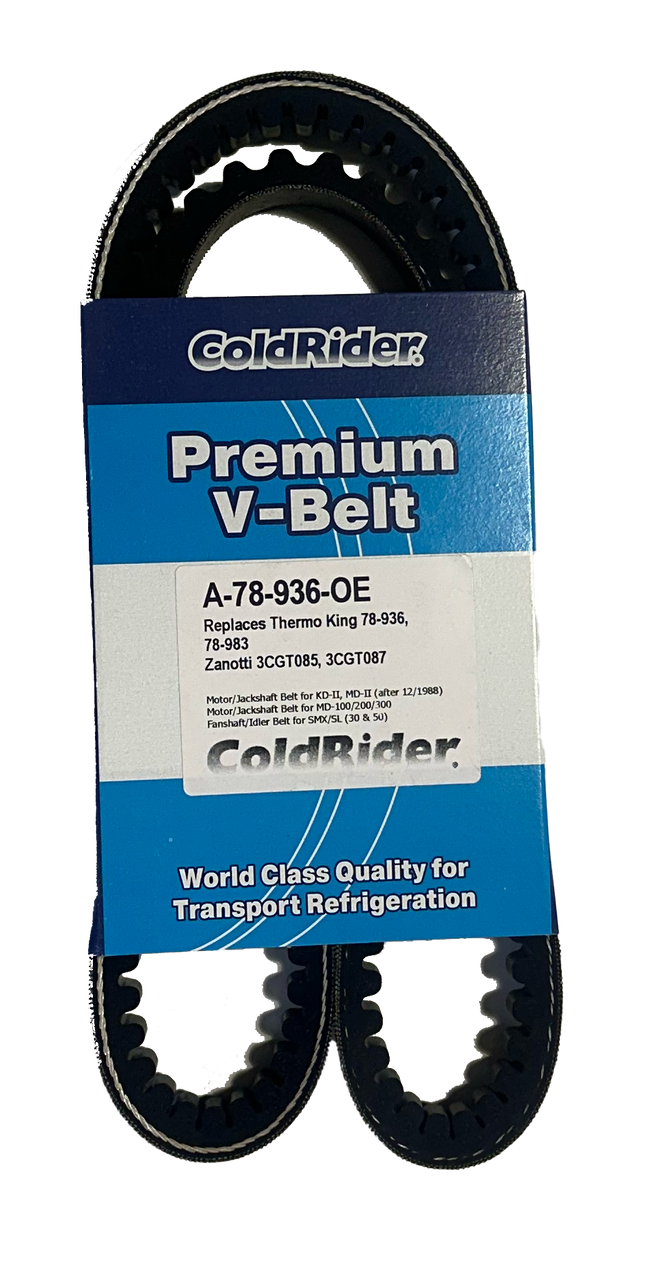 ColdRider®
Premium
V-Belt
A-78-936-OE
Replaces Thermo King 78-936,
78-983
Zanotti 3CGT085, 3CGT087
Motor/Jackshaft Belt for KD-II, MD-II (after 12/1988)
Motor/Jackshaft Belt for MD-100/200/300
Fanshaft/Idler Belt for SMX/SL (30 & 50)
ColdRider®
World Class Quality for
Transport Refrigeration